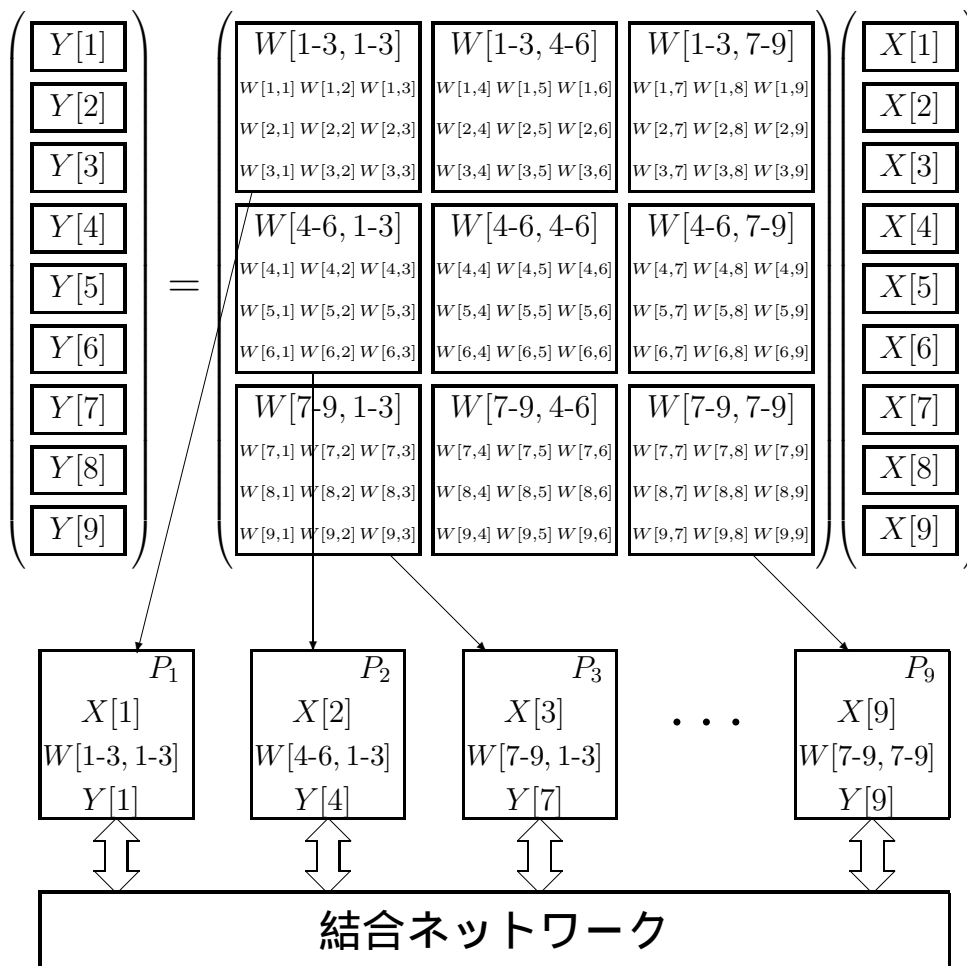 Y[1] W[1-3, 1-3] W[1-3, 4-6] W[1-3, 7-9] X[1]
W[1,1] W[1,2] W[1,3] W[1,4] W[1,5] W[1,6] W[1,7] W[1,8] W[1,9]
Y[2] X[2]
W[2,1] W[2,2] W[2,3] W[2,4] W[2,5] W[2,6] W[2,7] W[2,8] W[2,9]
Y[3] W[3,1] W[3,2] W[3,3] W[3,4] W[3,5] W[3,6] W[3,7] W[3,8] W[3,9] X[3]
Y[4] W[4-6, 1-3] W[4-6, 4-6] W[4-6, 7-9] X[4]
W[4,1] W[4,2] W[4,3] W[4,4] W[4,5] W[4,6] W[4,7] W[4,8] W[4,9]
Y[5] = X[5]
W[5,1] W[5,2] W[5,3] W[5,4] W[5,5] W[5,6] W[5,7] W[5,8] W[5,9]
Y[6] W[6,1] W[6,2] W[6,3] W[6,4] W[6,5] W[6,6] W[6,7] W[6,8] W[6,9] X[6]
Y[7] W[7-9, 1-3] W[7-9, 4-6] W[7-9, 7-9] X[7]
W[7,1] W[7,2] W[7,3] W[7,4] W[7,5] W[7,6] W[7,7] W[7,8] W[7,9]
Y[8] X[8]
W[8,1] W[8,2] W[8,3] W[8,4] W[8,5] W[8,6] W[8,7] W[8,8] W[8,9]
Y[9] W[9,1] W[9,2] W[9,3] W[9,4] W[9,5] W[9,6] W[9,7] W[9,8] W[9,9] X[9]
P1
X[1]
W[1-3, 1-3]
Y[1]
P2
X[2]
W[4-6, 1-3]
Y[4]
P3
X[3]
W[7-9, 1-3]
Y[7]
. . .
P9
X[9]
W[7-9, 7-9]
Y[9]
結合ネットワーク